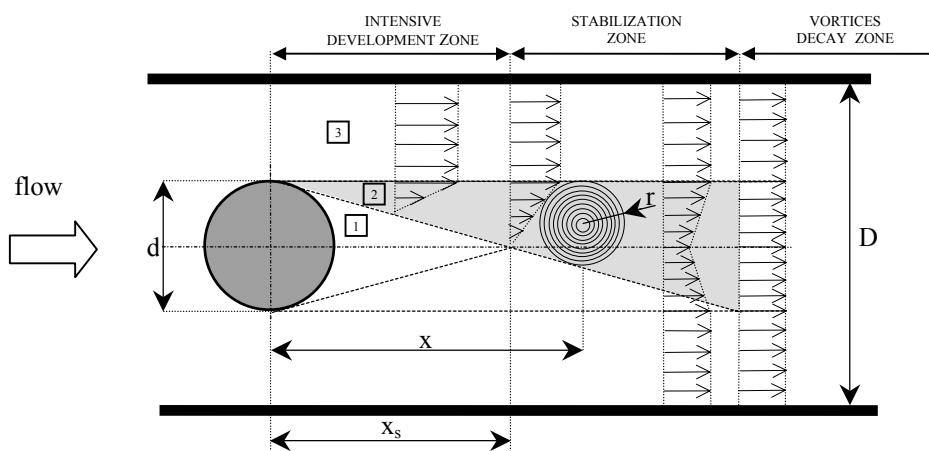 INTENSIVE
DEVELOPMENT ZONE
STABILIZATION
ZONE
VORTICES
DECAY ZONE
3
flow
2
r
1
d
D
x
xs